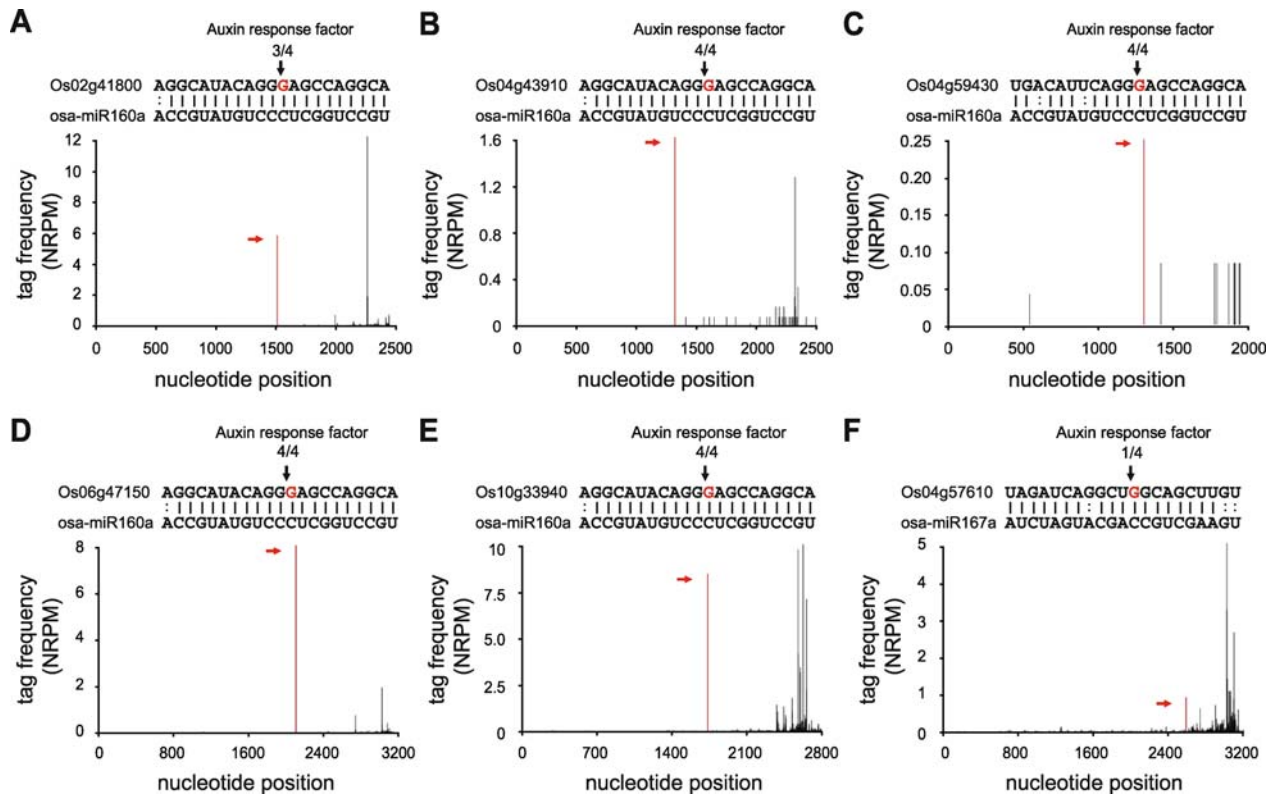 A
Auxin response factor
3/4
Os02g41800 AGGCAUACAGGGAGCCAGGCA
osa-miR160a ACCGUAUGUCCCUCGGUCCGU
12
10
8
6
4
2
0
tag frequency
(NRPM)
0 500 1000 1500 2000 2500
nucleotide position
B
Auxin response factor
4/4
Os04g43910 AGGCAUACAGGGAGCCAGGCA
osa-miR160a ACCGUAUGUCCCUCGGUCCGU
1.6
1.2
0.8
0.4
0
tag frequency
(NRPM)
0 500 1000 1500 2000 2500
nucleotide position
C
Auxin response factor
4/4
Os04g59430 UGACAUUCAGGGAGCCAGGCA
osa-miR160a ACCGUAUGUCCCUCGGUCCGU
0.25
0.20
0.15
0.10
0.05
0
tag frequency
(NRPM)
0 500 1000 1500 2000
nucleotide position
D
Auxin response factor
4/4
Os06g47150 AGGCAUACAGGGAGCCAGGCA
osa-miR160a ACCGUAUGUCCCUCGGUCCGU
8
6
4
2
0
tag frequency
(NRPM)
0 800 1600 2400 3200
nucleotide position
E
Auxin response factor
4/4
Os10g33940 AGGCAUACAGGGAGCCAGGCA
osa-miR160a ACCGUAUGUCCCUCGGUCCGU
10
7.5
5.0
2.5
0
tag frequency
(NRPM)
0 700 1400 2100 2800
nucleotide position
F
Auxin response factor
1/4
Os04g57610 UAGAUCAGGCUGGCAGCUUGU
osa-miR167a AUCUAGUACGACCGUCGAAGU
5
4
3
2
1
0
tag frequency
(NRPM)
0 800 1600 2400 3200
nucleotide position